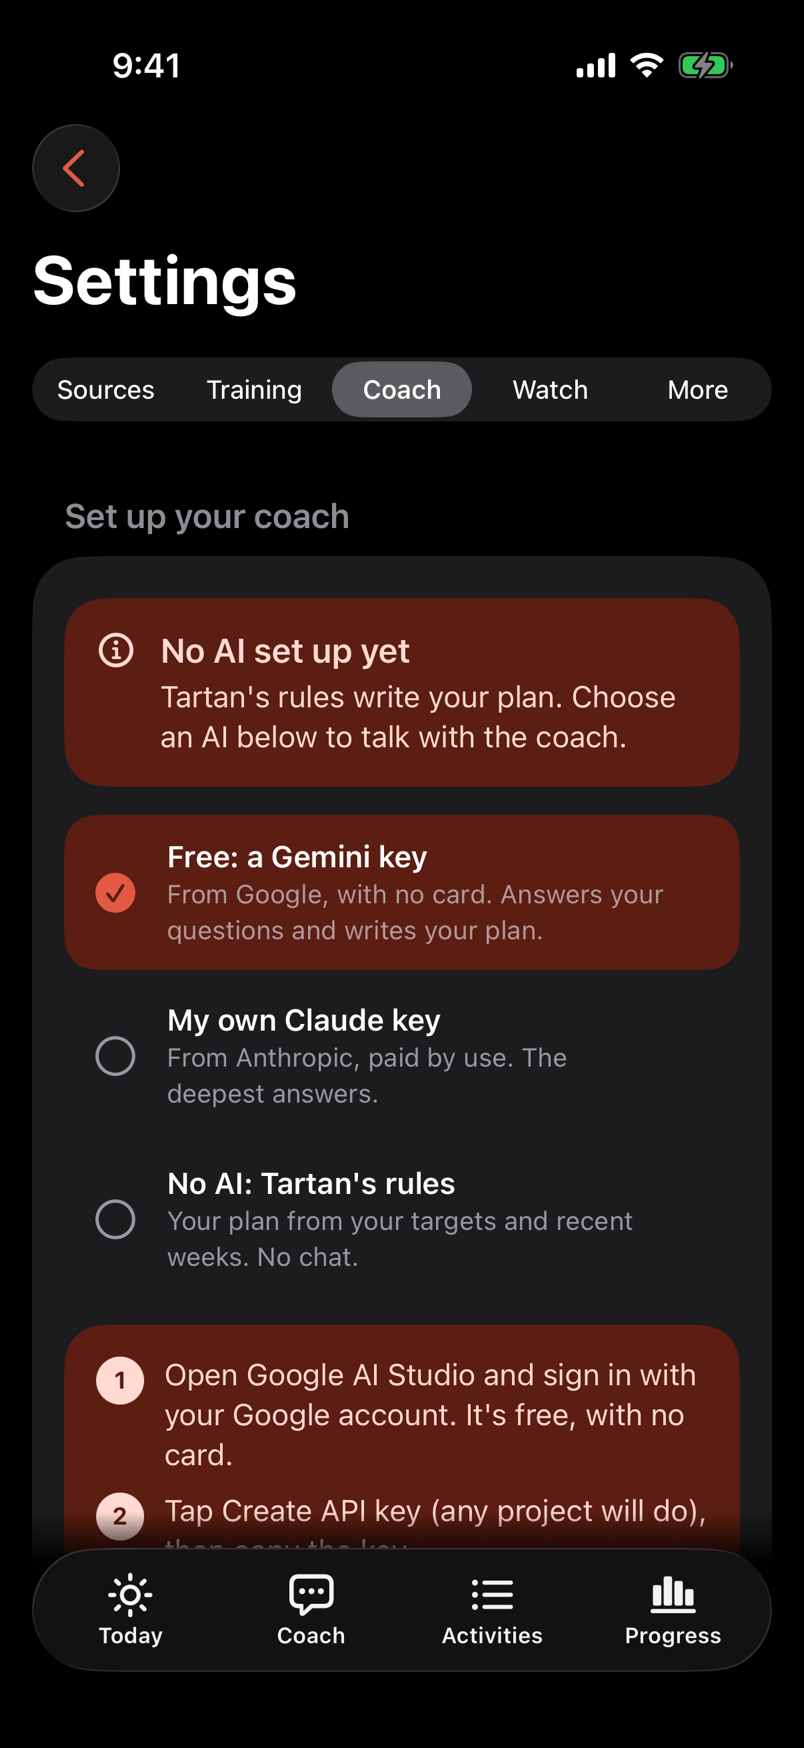 9:41
Settings
Sources Training Coach Watch More
Set up your coach
No AI set up yet
Tartan's rules write your plan. Choose
an AI below to talk with the coach.
Free: a Gemini key
From Google, with no card. Answers your
questions and writes your plan.
My own Claude key
From Anthropic, paid by use. The
deepest answers.
No AI: Tartan's rules
Your plan from your targets and recent
weeks. No chat.
1 Open Google AI Studio and sign in with
your Google account. It's free, with no
card.
2 Tap Create API key (any project will do),
then copy the key
Today Coach Activities Progress